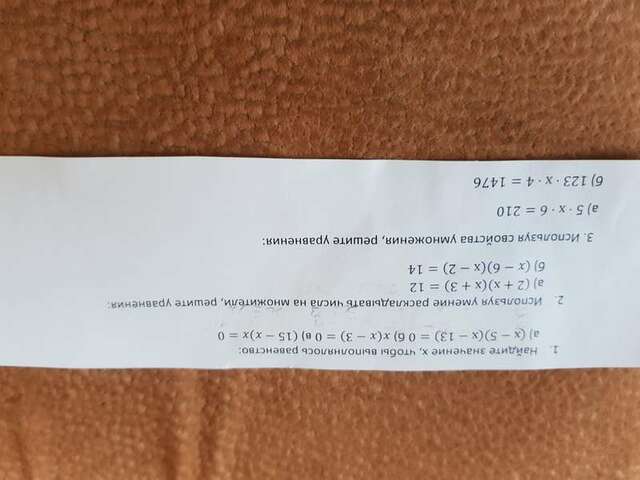 1. Найдите значение х, чтобы выполнялось равенство:
а) (x − 5)(x − 13) = 0 б) x(x − 3) = 0 в) (15 − x)x = 0
2 Используя умение раскладывать числа на множители, решите уравнения:
а) (2 + x)(x + 3) = 12
б) (x − 6)(x − 2) = 14
3. Используя свойства умножения, решите уравнения:
а) 5 · x · 6 = 210
б) 123 · x · 4 = 1476